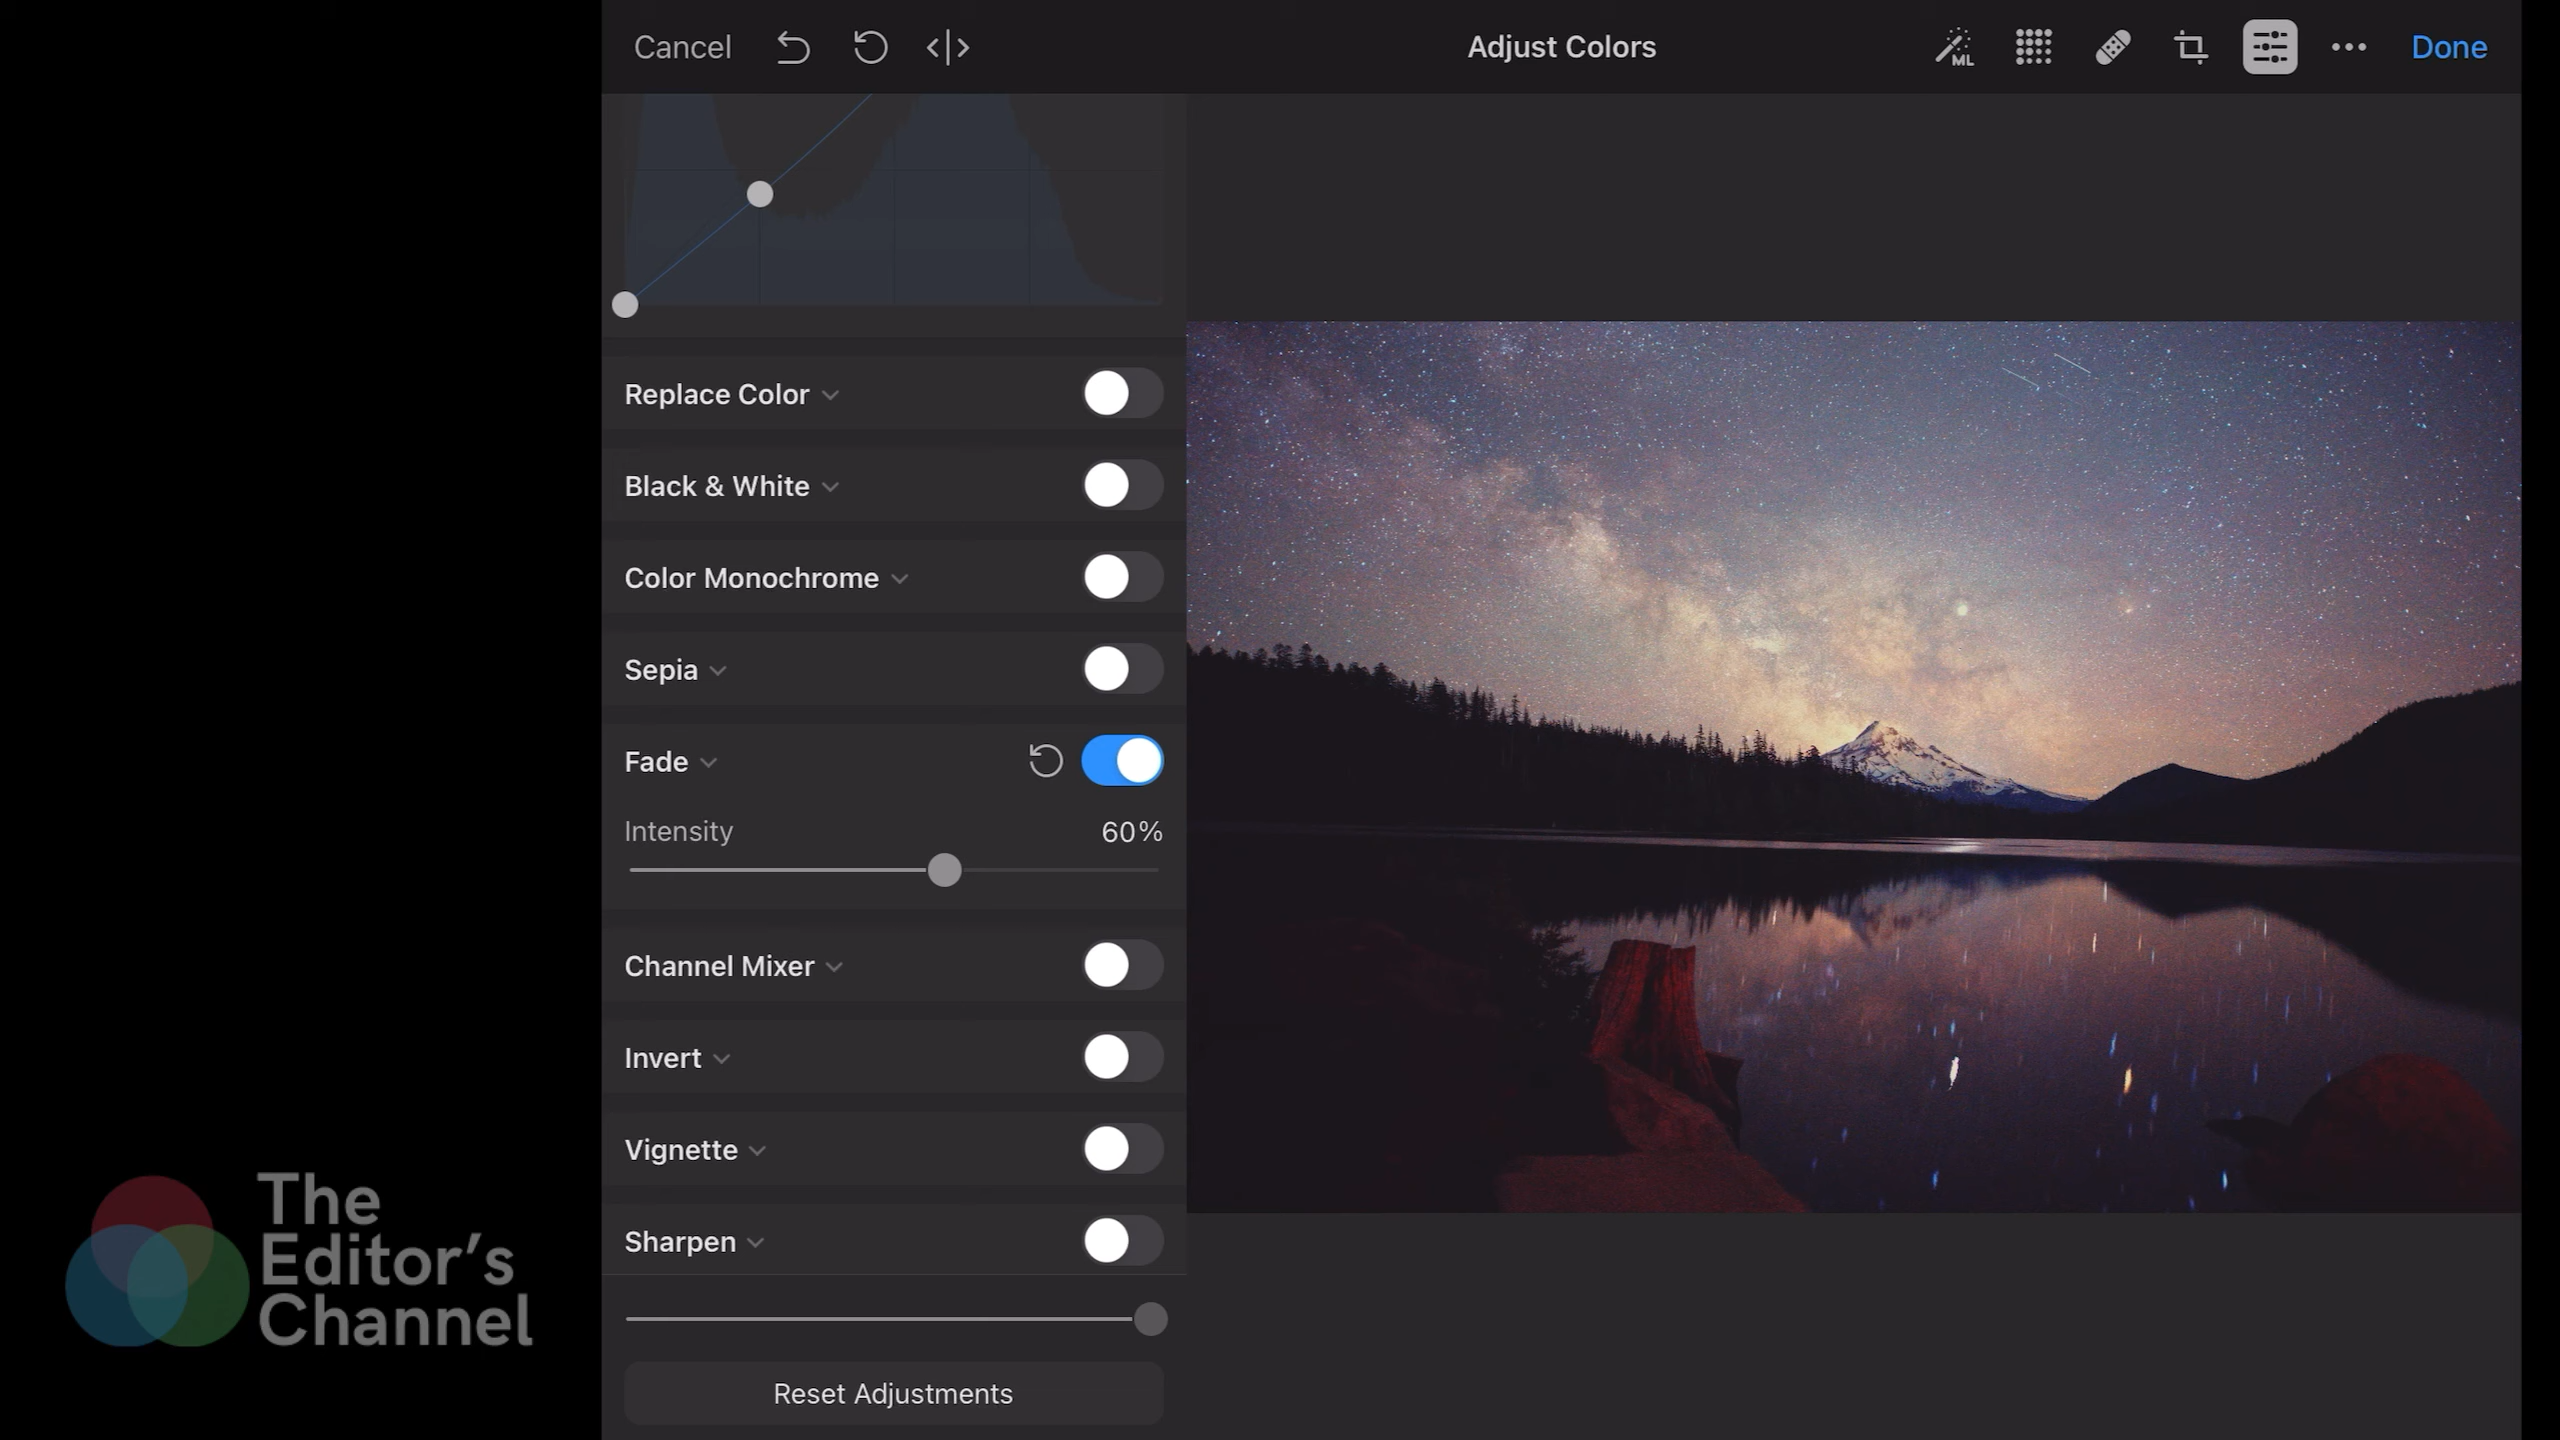 Cancel
Adjust Colors
ML
Done
Replace Color
Black & White
Color Monochrome
Sepia
Fade
Intensity 60%
Channel Mixer
Invert
Vignette
Sharpen
Reset Adjustments
The
Editor's
Channel